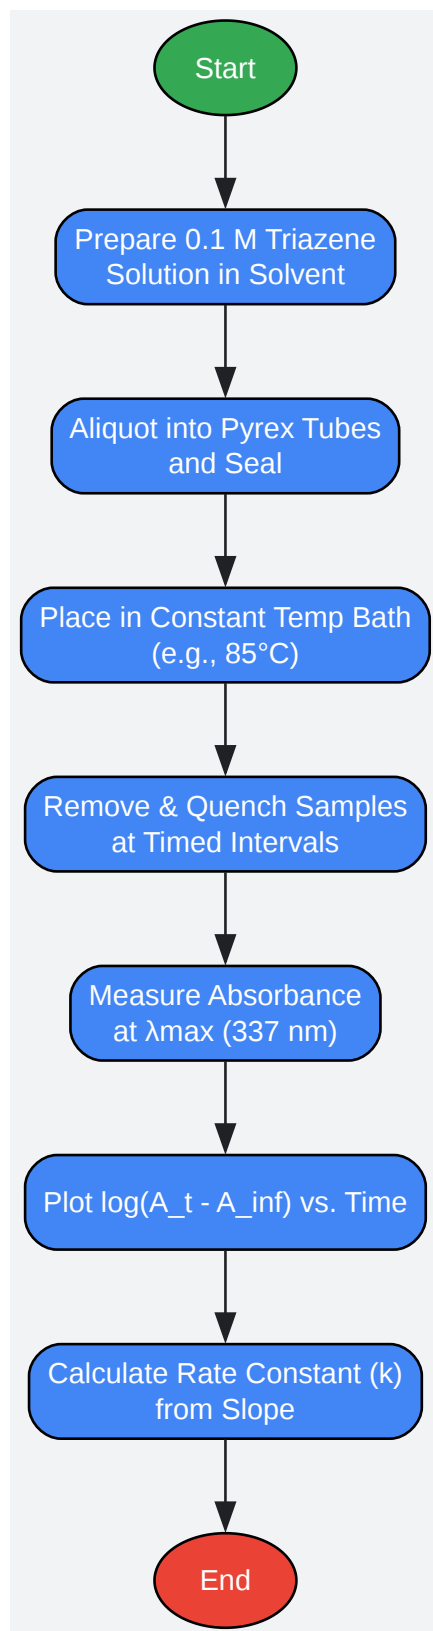 Start
Prepare 0.1 M Triazene
Solution in Solvent
Aliquot into Pyrex Tubes
and Seal
Place in Constant Temp Bath
(e.g., 85°C)
Remove & Quench Samples
at Timed Intervals
Measure Absorbance
at λmax (337 nm)
Plot log(A_t - A_inf) vs. Time
Calculate Rate Constant (k)
from Slope
End